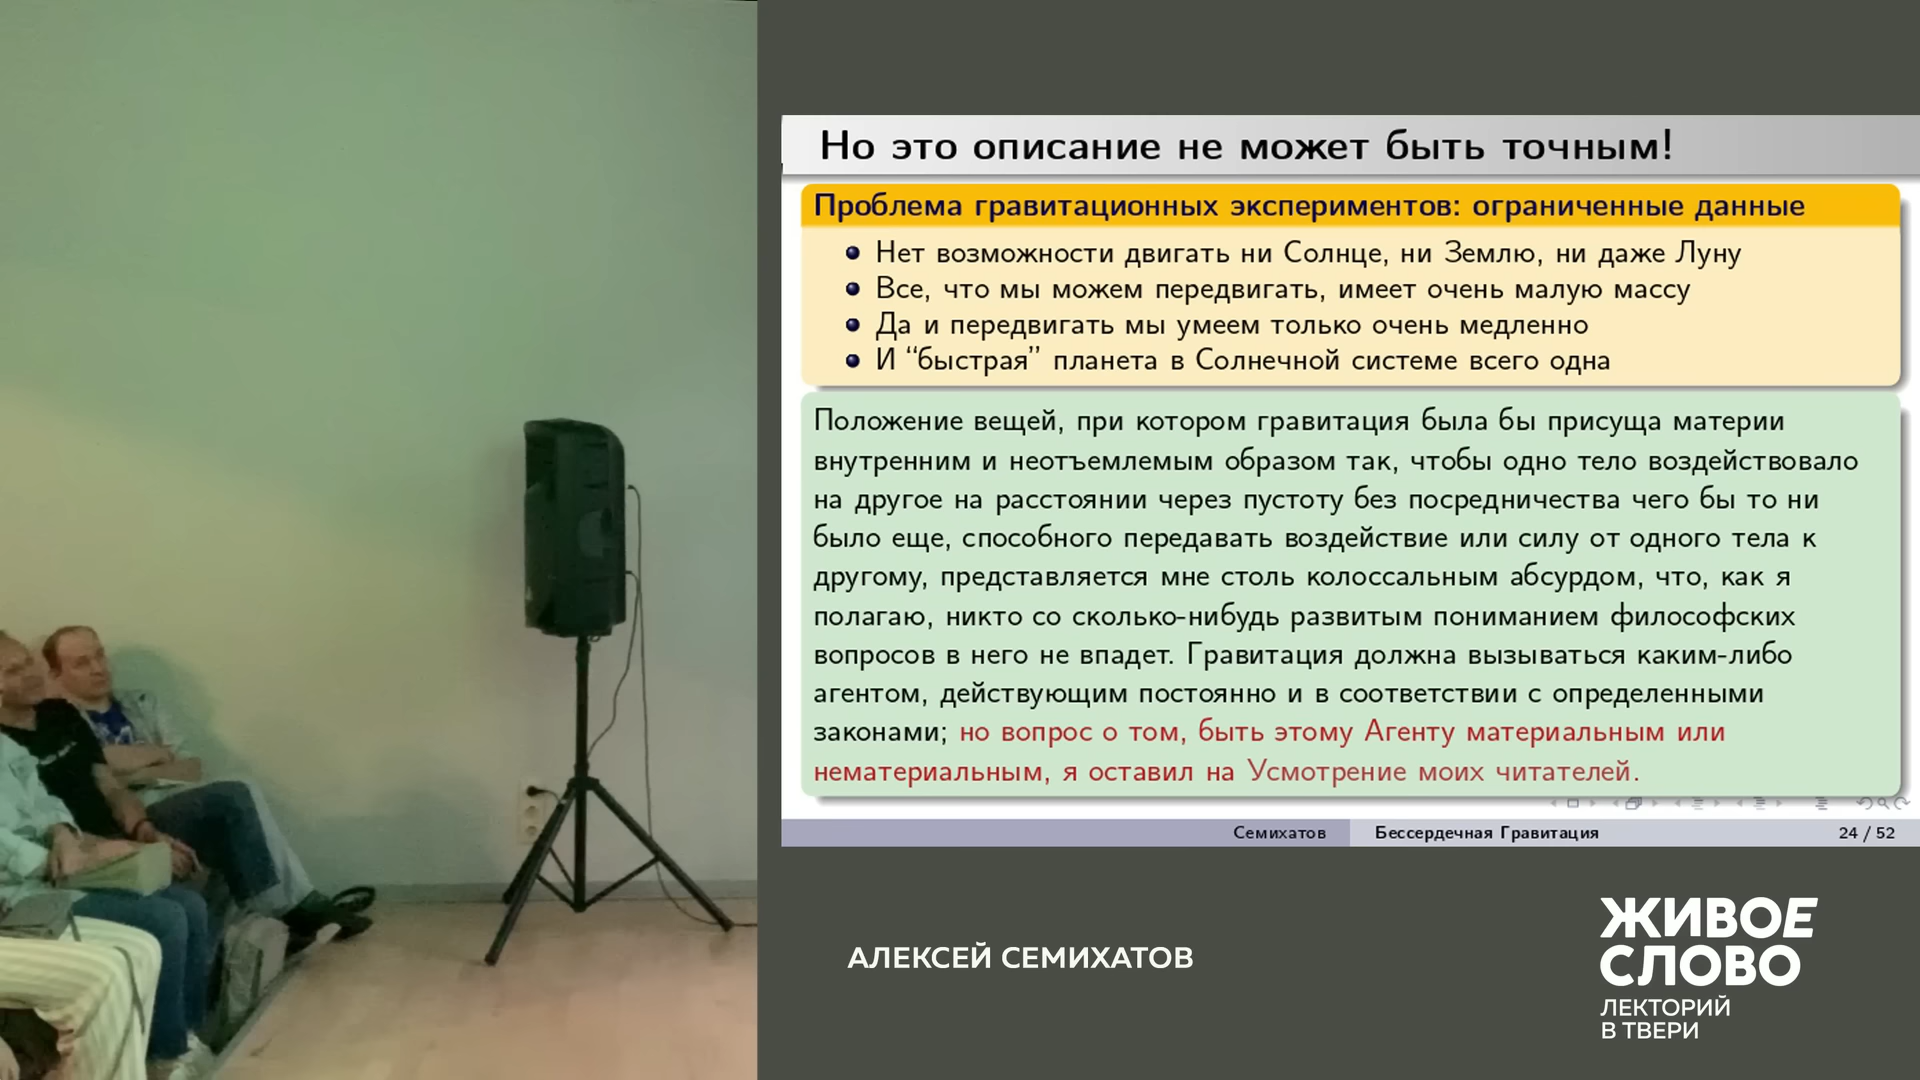 Но это описание не может быть точным!
Проблема гравитационных экспериментов: ограниченные данные
Нет возможности двигать ни Солнце, ни Землю, ни даже Луну
Все, что мы можем передвигать, имеет очень малую массу
Да и передвигать мы умеем только очень медленно
И “быстрая” планета в Солнечной системе всего одна
Положение вещей, при котором гравитация была бы присуща материи
внутренним и неотъемлемым образом так, чтобы одно тело воздействовало
на другое на расстоянии через пустоту без посредничества чего бы то ни
было еще, способного передавать воздействие или силу от одного тела к
другому, представляется мне столь колоссальным абсурдом, что, как я
полагаю, никто со сколько-нибудь развитым пониманием философских
вопросов в него не впадет. Гравитация должна вызываться каким-либо
агентом, действующим постоянно и в соответствии с определенными
законами; но вопрос о том, быть этому Агенту материальным или
нематериальным, я оставил на Усмотрение моих читателей.
Семихатов Бессердечная Гравитация 24 / 52
АЛЕКСЕЙ СЕМИХАТОВ
ЖИВОЕ
СЛОВО
ЛЕКТОРИЙ
В ТВЕРИ